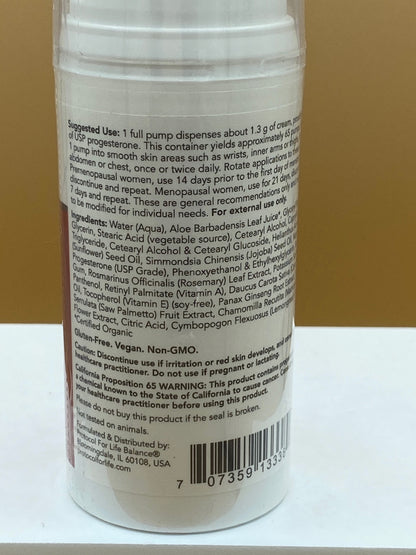 Suggested Use: 1 full pump dispenses about 1.3 g of cream,
of USP progesterone. This container yields approximately 65 pumps.
1 pump into smooth skin areas such as wrists, inner arms or
abdomen or chest, once or twice daily. Rotate applications to
Premenopausal women, use 14 days prior to the first day of
discontinue and repeat. Menopausal women, use for 21 days,
7 days and repeat. These are general recommendations only
to be modified for individual needs. For external use only.
Ingredients: Water (Aqua), Aloe Barbadensis Leaf Juice*,
Glycerin, Stearic Acid (vegetable source), Cetearyl Alcohol,
Triglyceride, Cetearyl Alcohol & Cetearyl Glucoside,
(Sunflower) Seed Oil, Simmondsia Chinensis (Jojoba) Seed Oil,
Progesterone (USP Grade), Phenoxyethanol &
Gum, Rosmarinus Officinalis (Rosemary) Leaf Extract,
Panthenol, Retinyl Palmitate (Vitamin A), Daucus Carota Sativa
Oil, Tocopherol (Vitamin E) (soy-free), Panax Ginseng Root
Serrulata (Saw Palmetto) Fruit Extract, Chamomilla Recutita
Flower Extract, Citric Acid, Cymbopogon Flexuosus
*Certified Organic
Gluten-Free. Vegan. Non-GMO.
Caution: Discontinue use if irritation or red skin develops, and
healthcare practitioner. Do not use if pregnant or lactating.
California Proposition 65 WARNING: This product contains
a chemical known to the State of California to cause cancer.
your healthcare practitioner before using this product.
Please do not buy this product if the seal is broken.
Not tested on animals.
Formulated & Distributed by:
Protocol For Life Balance®
Bloomingdale, IL 60108, USA
protocolforlife.com
7 07359 13338